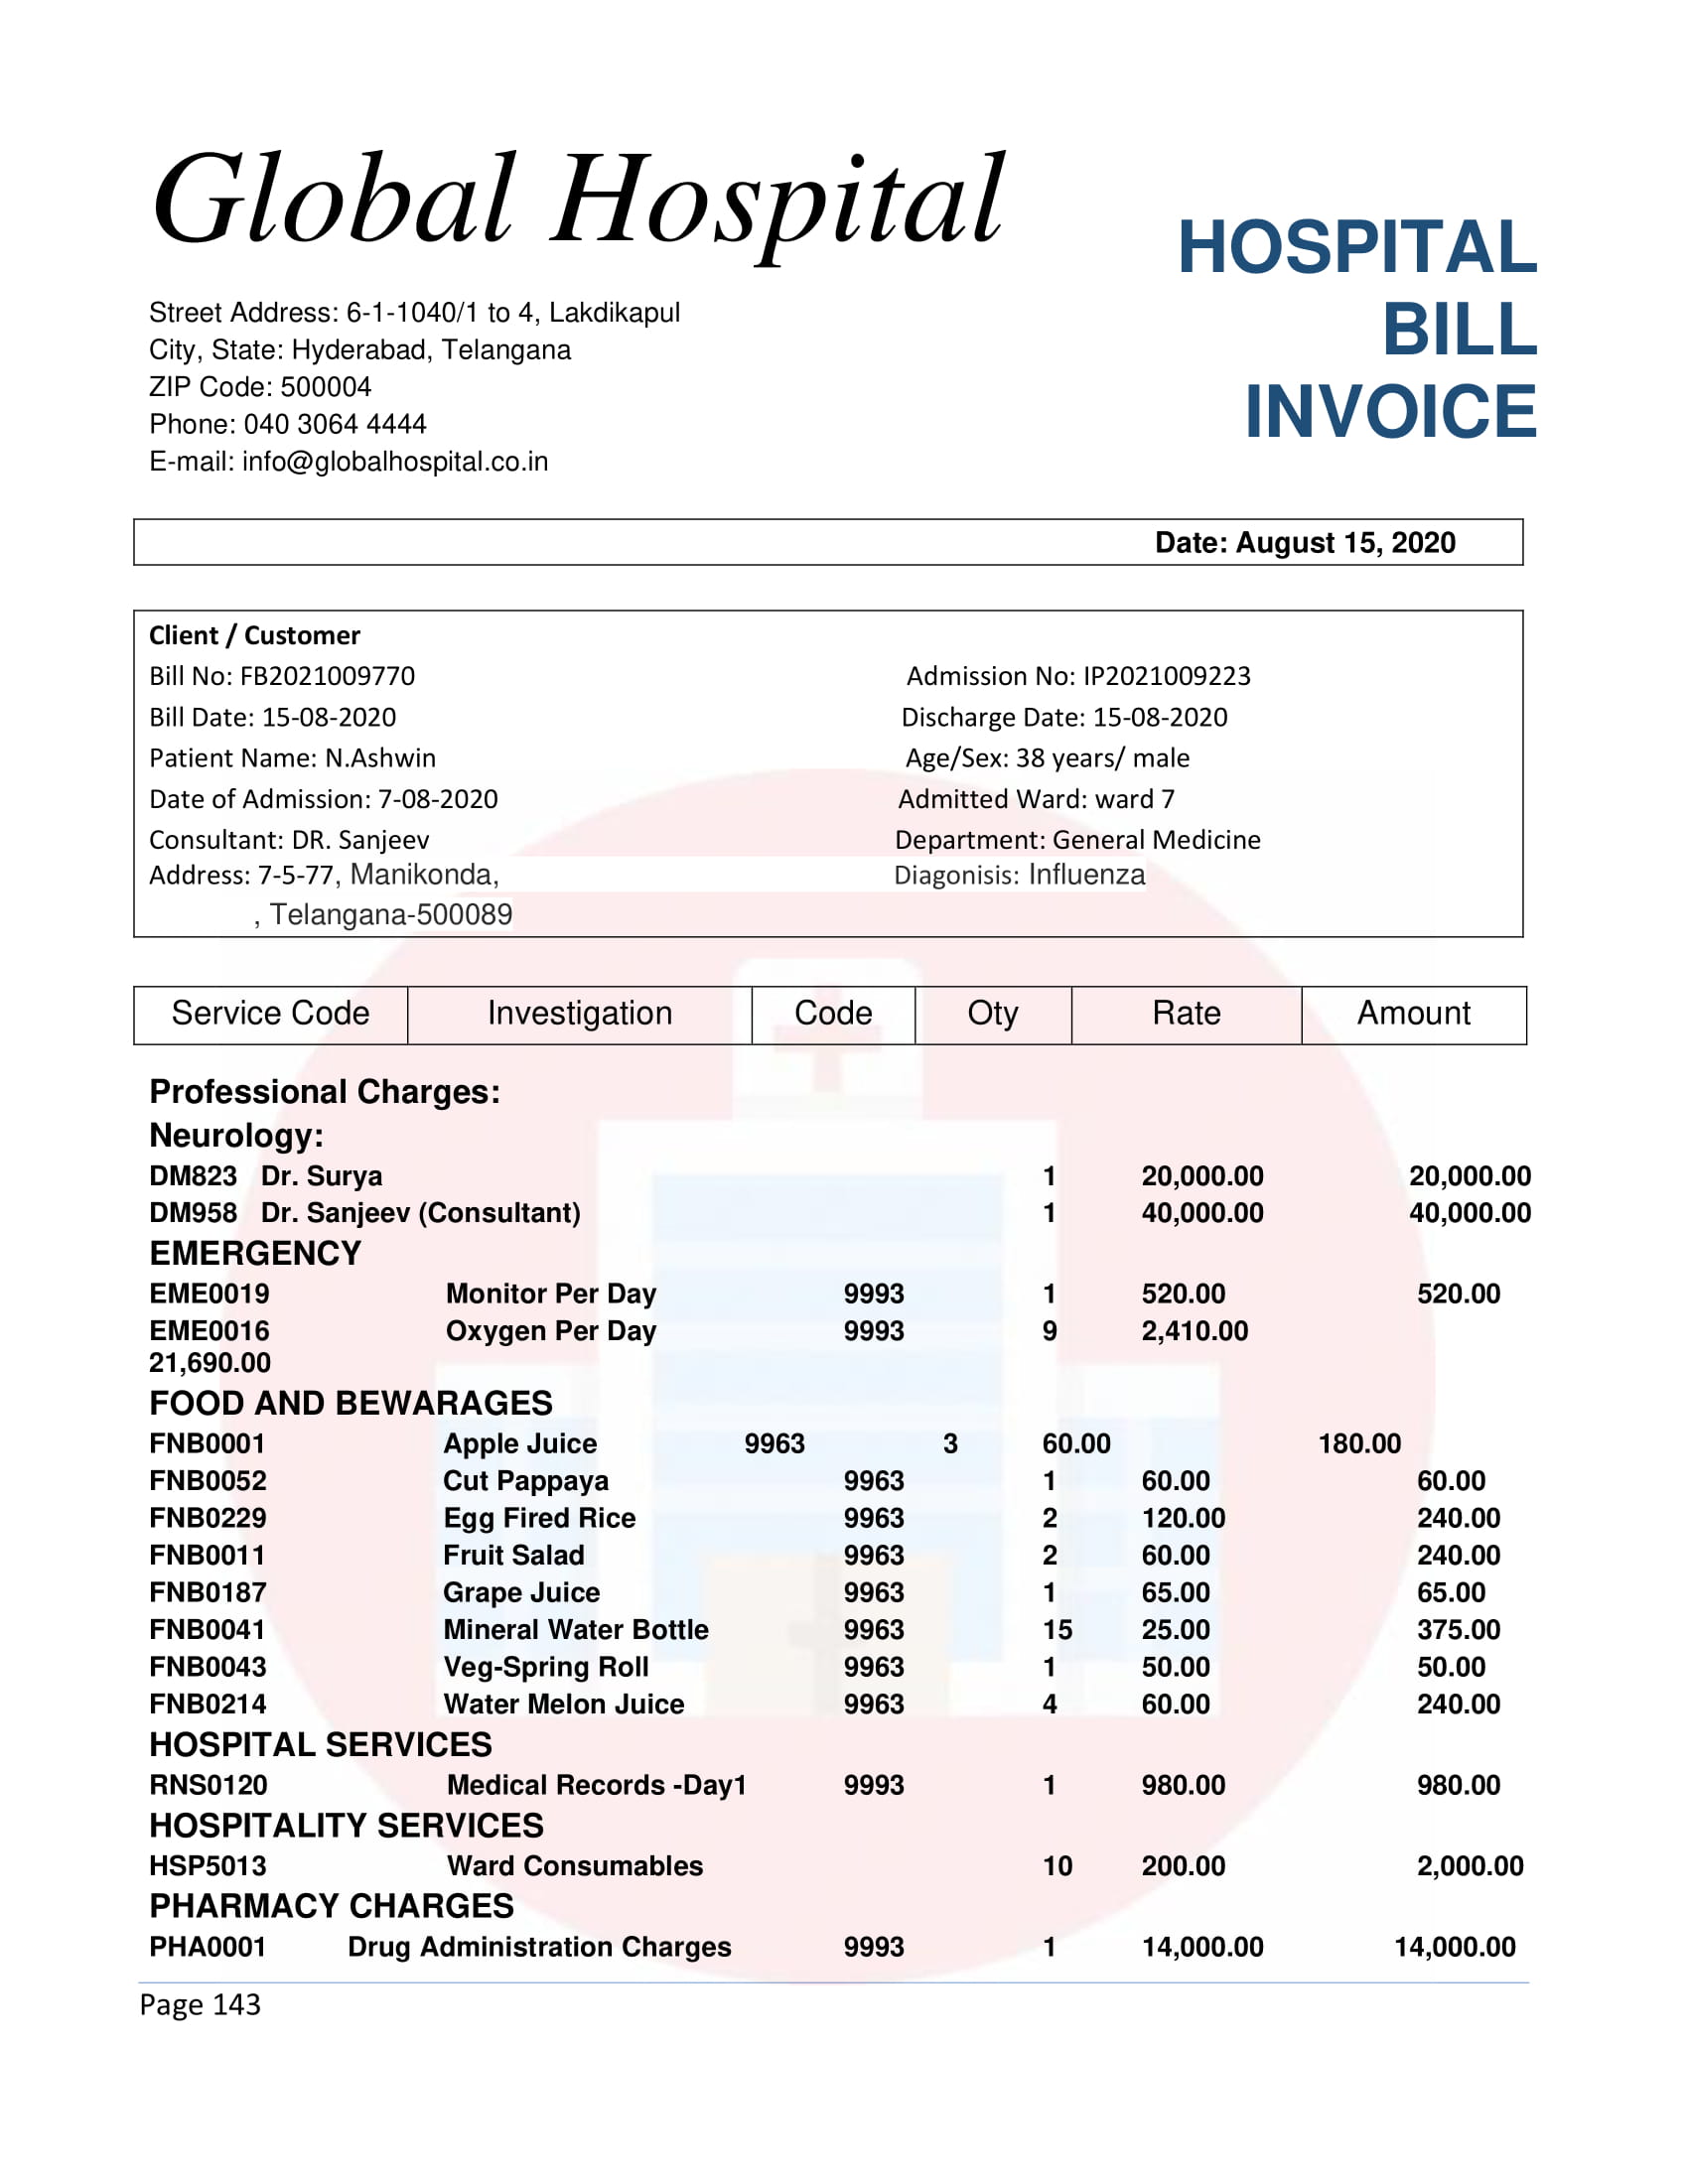 Global Hospital
HOSPITAL
BILL
INVOICE
Street Address: 6-1-1040/1 to 4, Lakdikapul
City, State: Hyderabad, Telangana
ZIP Code: 500004
Phone: 040 3064 4444
E-mail: info@globalhospital.co.in
Date: August 15, 2020
Client / Customer
Bill No: FB2021009770 Admission No: IP2021009223
Bill Date: 15-08-2020 Discharge Date: 15-08-2020
Patient Name: N.Ashwin Age/Sex: 38 years/ male
Date of Admission: 7-08-2020 Admitted Ward: ward 7
Consultant: DR. Sanjeev Department: General Medicine
Address: 7-5-77, Manikonda, Diagonisis: Influenza
, Telangana-500089
Service Code Investigation Code Oty Rate Amount
Professional Charges:
Neurology:
DM823 Dr. Surya 1 20,000.00 20,000.00
DM958 Dr. Sanjeev (Consultant) 1 40,000.00 40,000.00
EMERGENCY
EME0019 Monitor Per Day 9993 1 520.00 520.00
EME0016 Oxygen Per Day 9993 9 2,410.00
21,690.00
FOOD AND BEWARAGES
FNB0001 Apple Juice 9963 3 60.00 180.00
FNB0052 Cut Pappaya 9963 1 60.00 60.00
FNB0229 Egg Fired Rice 9963 2 120.00 240.00
FNB0011 Fruit Salad 9963 2 60.00 240.00
FNB0187 Grape Juice 9963 1 65.00 65.00
FNB0041 Mineral Water Bottle 9963 15 25.00 375.00
FNB0043 Veg-Spring Roll 9963 1 50.00 50.00
FNB0214 Water Melon Juice 9963 4 60.00 240.00
HOSPITAL SERVICES
RNS0120 Medical Records -Day1 9993 1 980.00 980.00
HOSPITALITY SERVICES
HSP5013 Ward Consumables 10 200.00 2,000.00
PHARMACY CHARGES
PHA0001 Drug Administration Charges 9993 1 14,000.00 14,000.00
Page 143